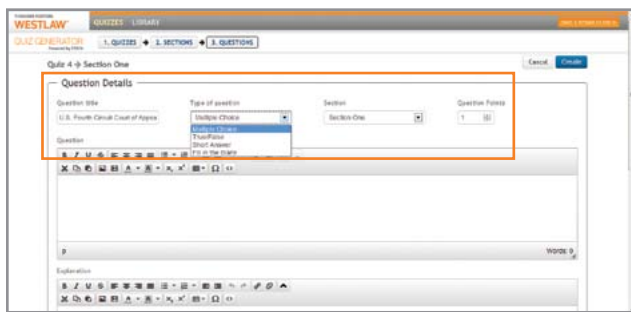 THOMSON REUTERS
WESTLAW
QUIZZES LIBRARY
QUIZ GENERATOR
1. QUIZZES 2. SECTIONS 3. QUESTIONS
Quiz 4 Section One
Cancel Create
Question Details
Question title Type of question Section Question Points
U.S. Fourth Circuit Court of Appea Multiple Choice Section One 1
Multiple Choice
True/False
Short Answer
Fill in the Blank
Question
p Words: 0
Explanation